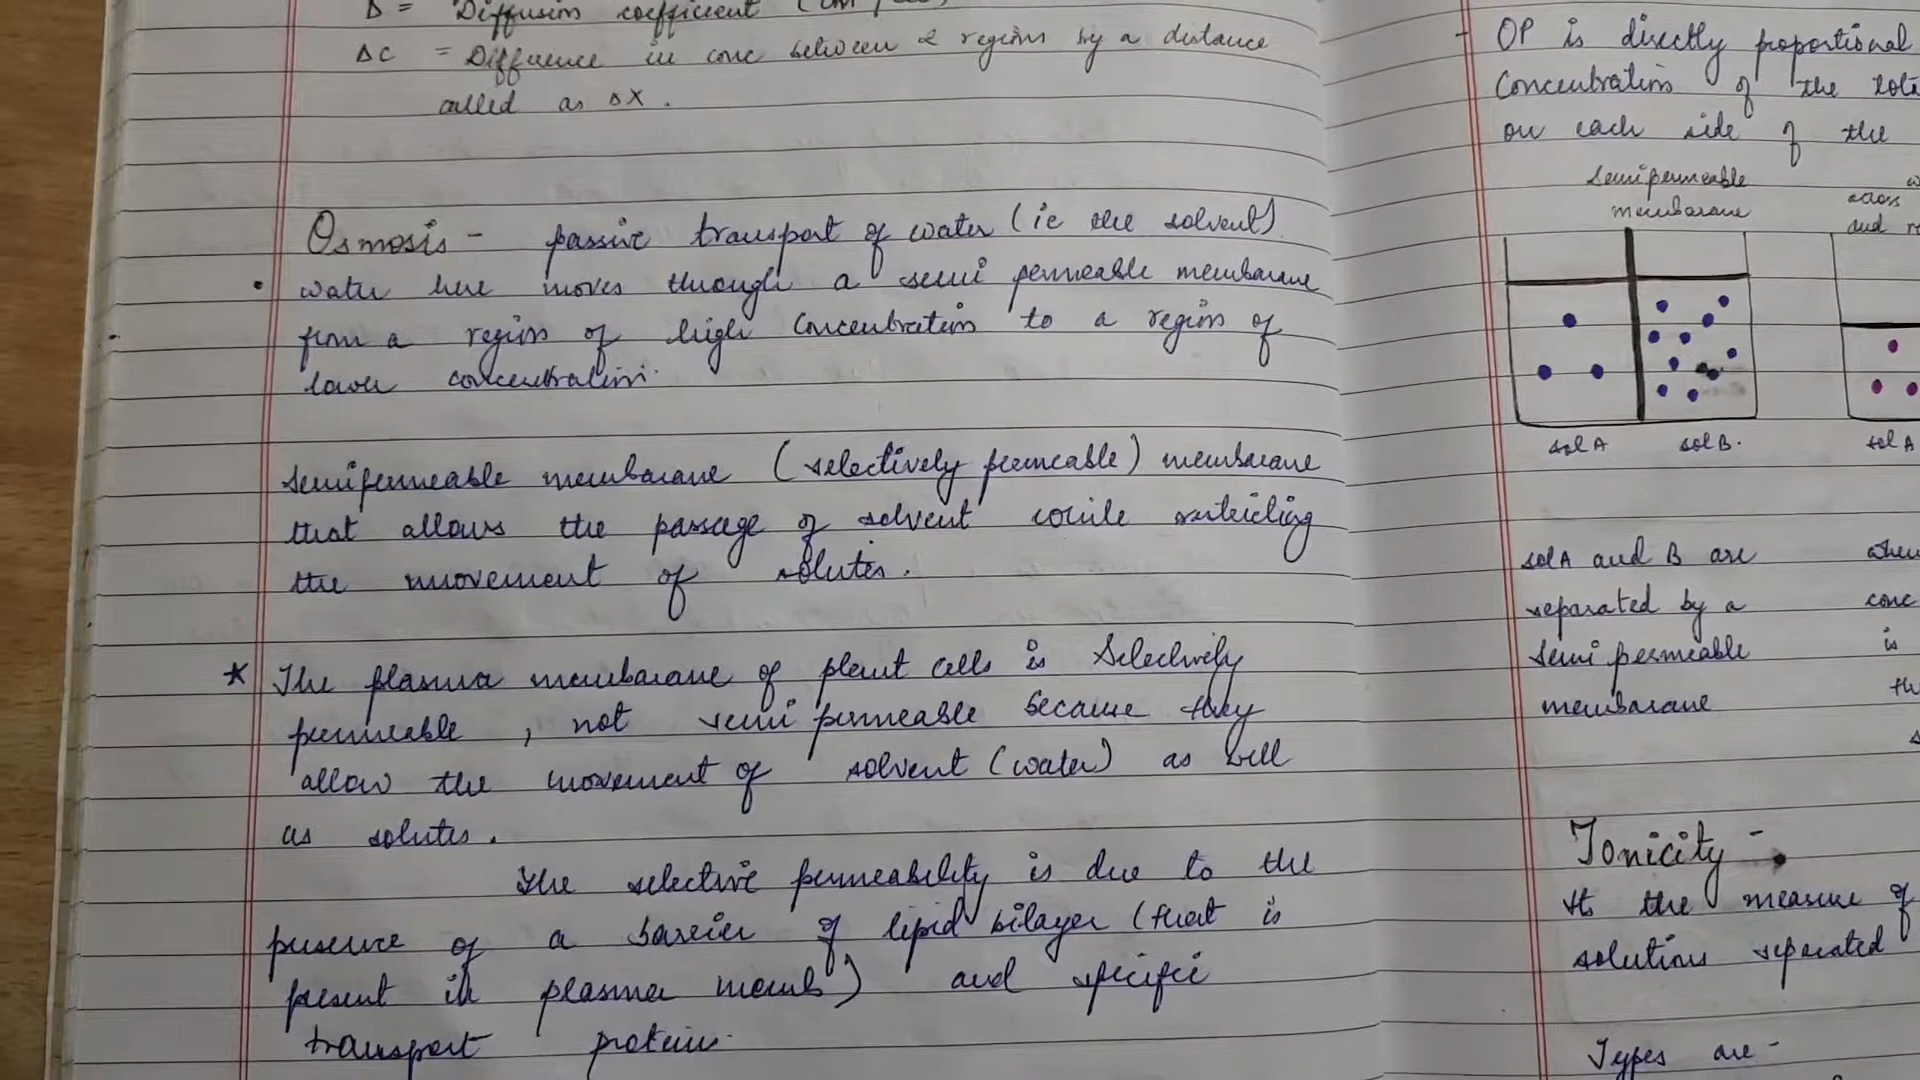 D = Diffusion coefficient
ΔC = Difference in conc between 2 regions by a distance
called as ΔX.
Osmosis - passive transport of water (ie the solvent)
water here moves through a semi permeable membrane
from a region of high concentration to a region of
lower concentration.
semipermeable membrane (selectively permeable) membrane
that allows the passage of solvent while restricting
the movement of solutes.
* The plasma membrane of plant cells is selectively
permeable, not semi permeable because they
allow the movement of solvent (water) as well
as solutes.
The selective permeability is due to the
presence of a barrier of lipid bilayer (that is
present in plasma memb) and specific
transport protein.
- OP is directly proportional
concentration of the
on each side of the
semipermeable
membrane
across
and
sol A sol B.
sol A
sol A and B are
separated by a
semi permeable
membrane
conc
is
Tonicity -
It the measure of
solutions separated
Types are -